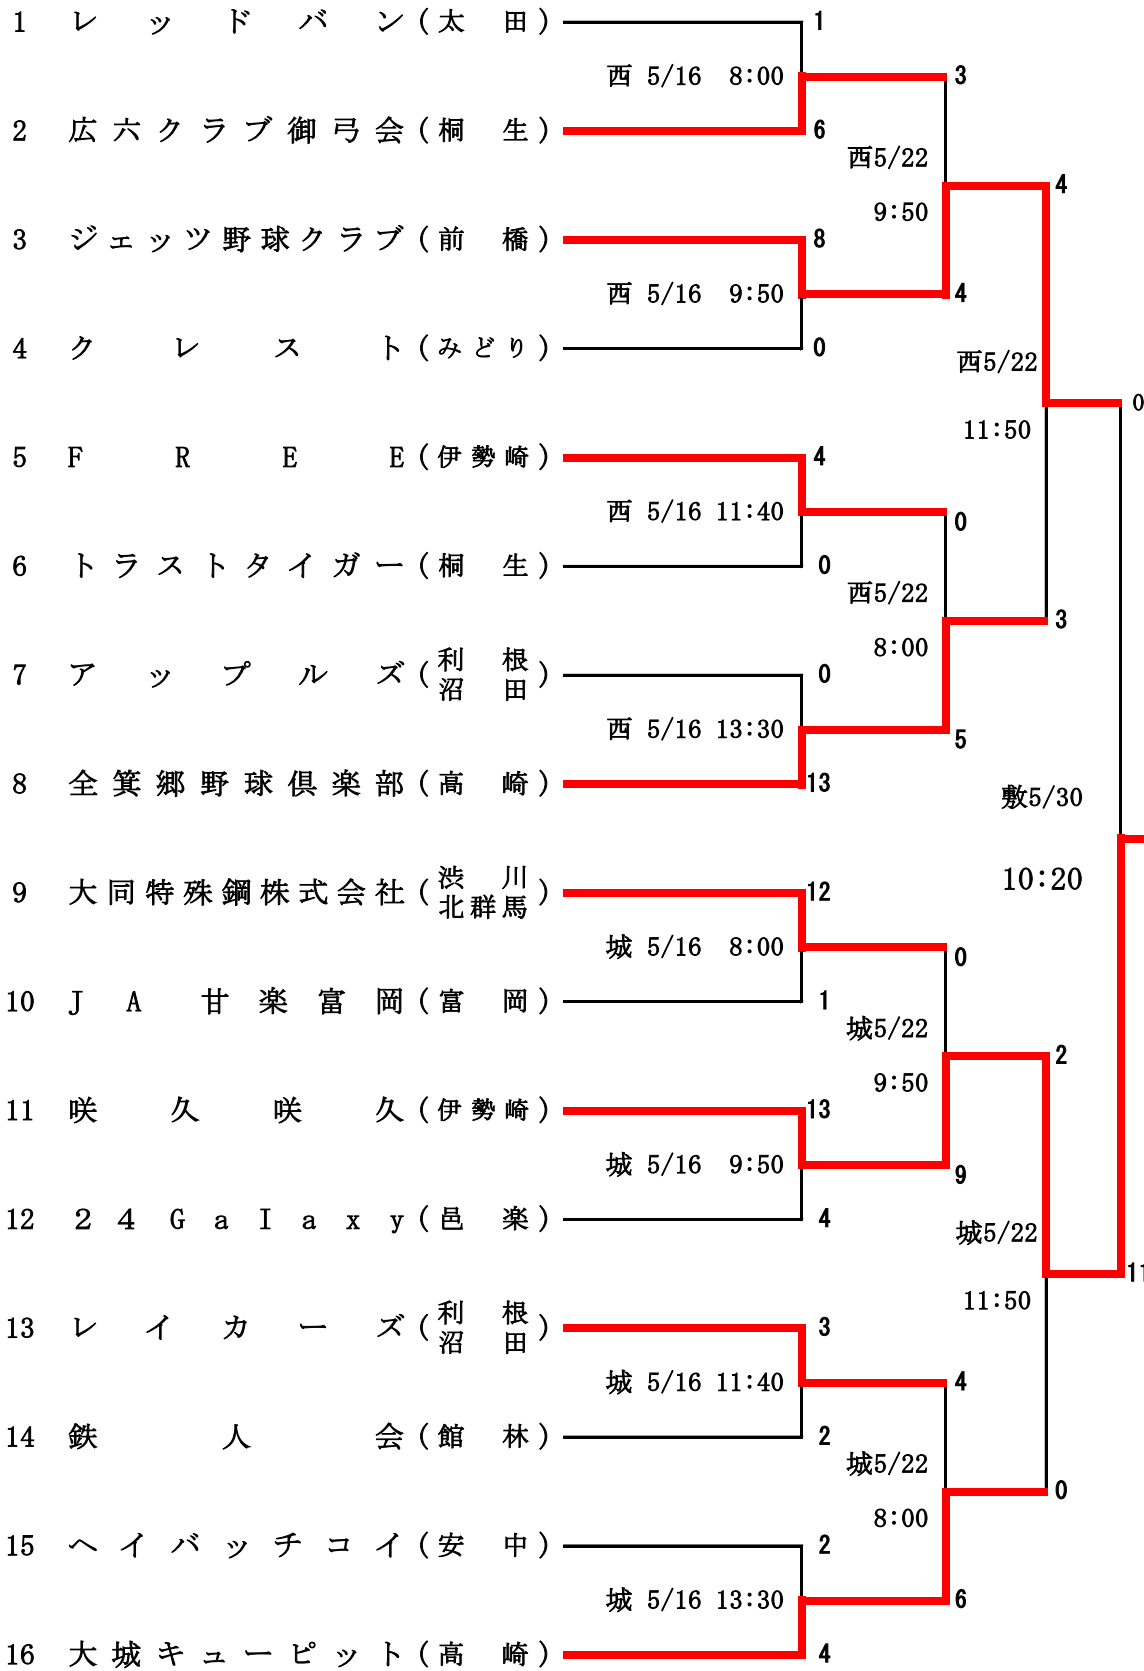 1 レッドバン(太田) 1
西 5/16 8:00 3
2 広六クラブ御弓会(桐生) 6
西5/22
4
9:50
3 ジェッツ野球クラブ(前橋) 8
西 5/16 9:50 4
4 クレスト(みどり) 0
西5/22
0
11:50
5 FREE(伊勢崎) 4
西 5/16 11:40 0
6 トラストタイガー(桐生) 0
西5/22
3
8:00
7 アップルズ(利根沼田) 0
西 5/16 13:30 5
8 全箕郷野球倶楽部(高崎) 13
敷5/30
10:20
9 大同特殊鋼株式会社(渋川北群馬) 12
城 5/16 8:00 0
10 JA甘楽富岡(富岡) 1
城5/22
2
9:50
11 咲久咲久(伊勢崎) 13
城 5/16 9:50 9
12 24GaIaxy(邑楽) 4
城5/22
11
11:50
13 レイカーズ(利根沼田) 3
城 5/16 11:40 4
14 鉄人会(館林) 2
城5/22
0
8:00
15 ヘイバッチコイ(安中) 2
城 5/16 13:30 6
16 大城キューピット(高崎) 4